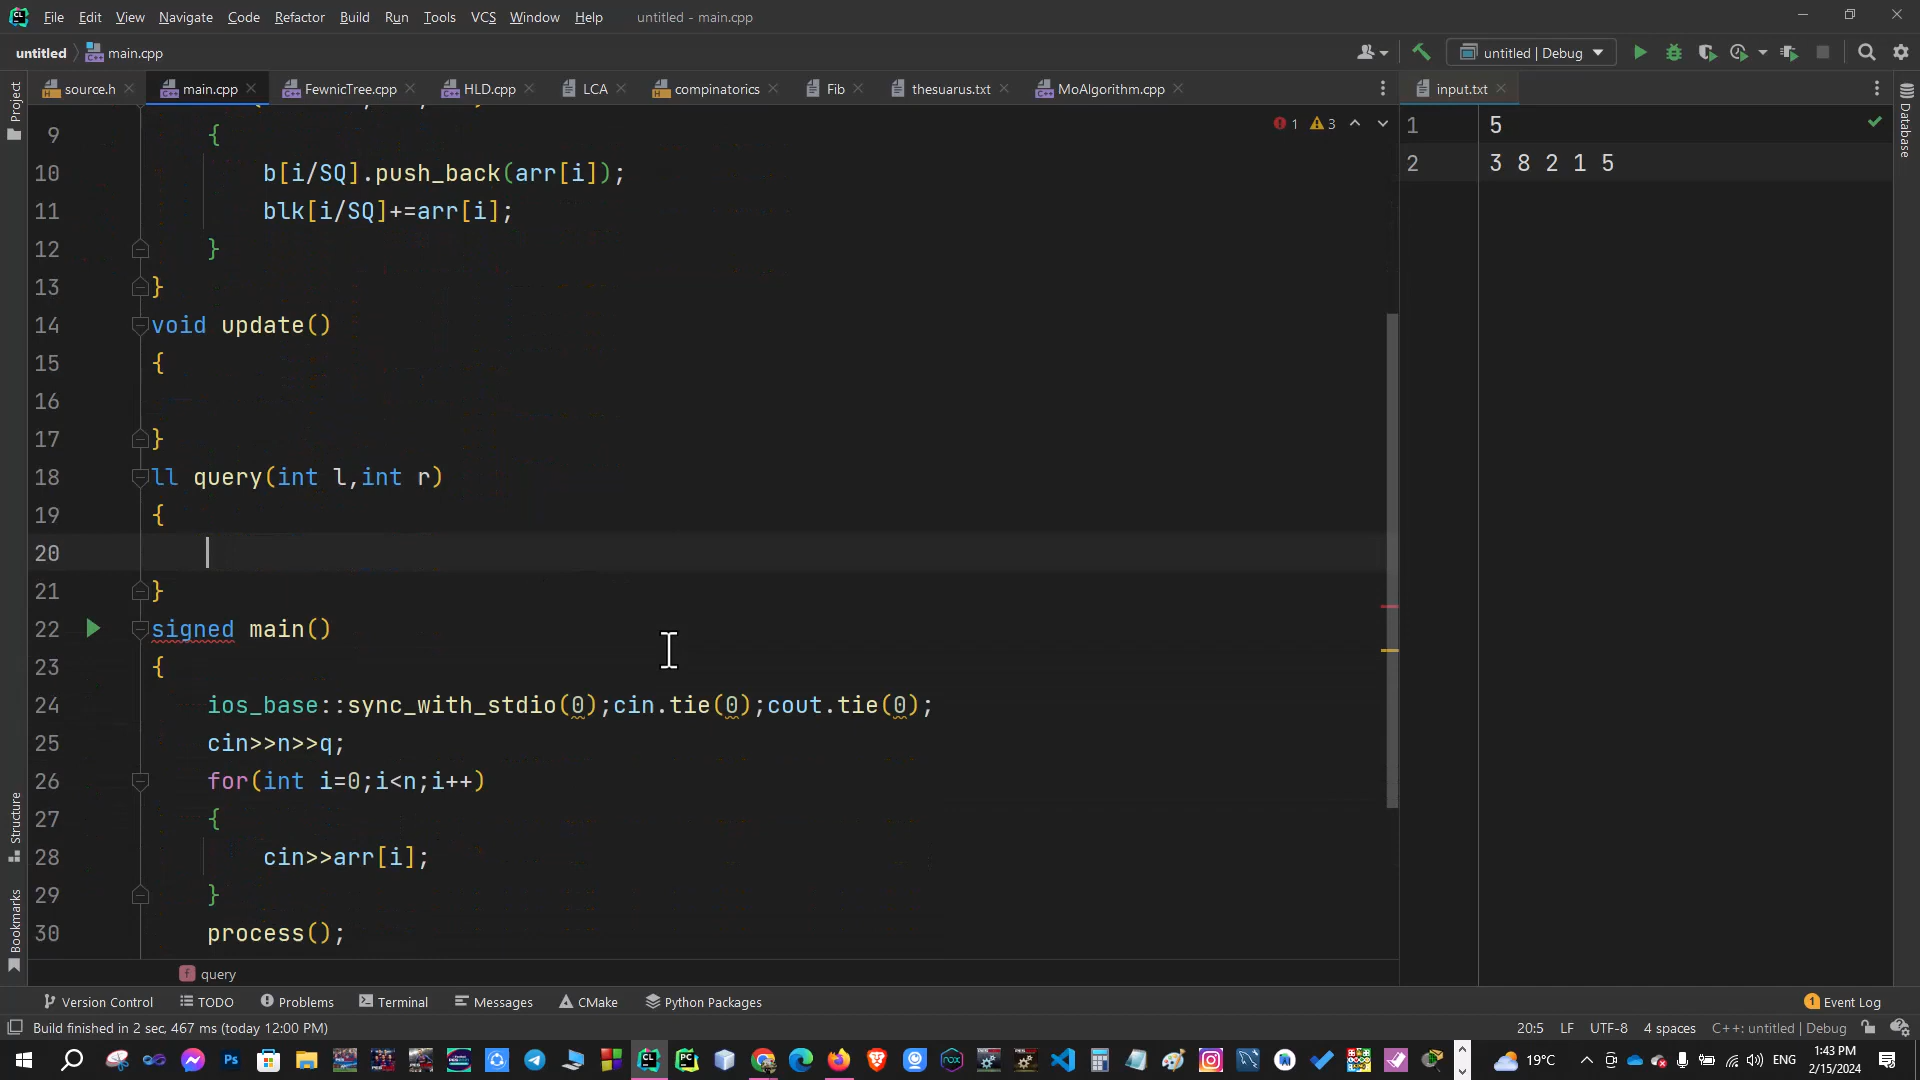 File Edit View Navigate Code Refactor Build Run Tools VCS Window Help untitled - main.cpp
untitled main.cpp untitled | Debug
source.h main.cpp FewnicTree.cpp HLD.cpp LCA compinatorics Fib thesuarus.txt MoAlgorithm.cpp input.txt
Project
Structure
Bookmarks
Database
1 3
9 {
10 b[i/SQ].push_back(arr[i]);
11 blk[i/SQ]+=arr[i];
12 }
13 }
14 void update()
15 {
16
17 }
18 ll query(int l,int r)
19 {
20
21 }
22 signed main()
23 {
24 ios_base::sync_with_stdio(0);cin.tie(0);cout.tie(0);
25 cin>>n>>q;
26 for(int i=0;i<n;i++)
27 {
28 cin>>arr[i];
29 }
30 process();
1 5
2 3 8 2 1 5
query
Version Control TODO Problems Terminal Messages CMake Python Packages 1 Event Log
Build finished in 2 sec, 467 ms (today 12:00 PM) 20:5 LF UTF-8 4 spaces C++: untitled | Debug
19°C ENG 1:43 PM
2/15/2024